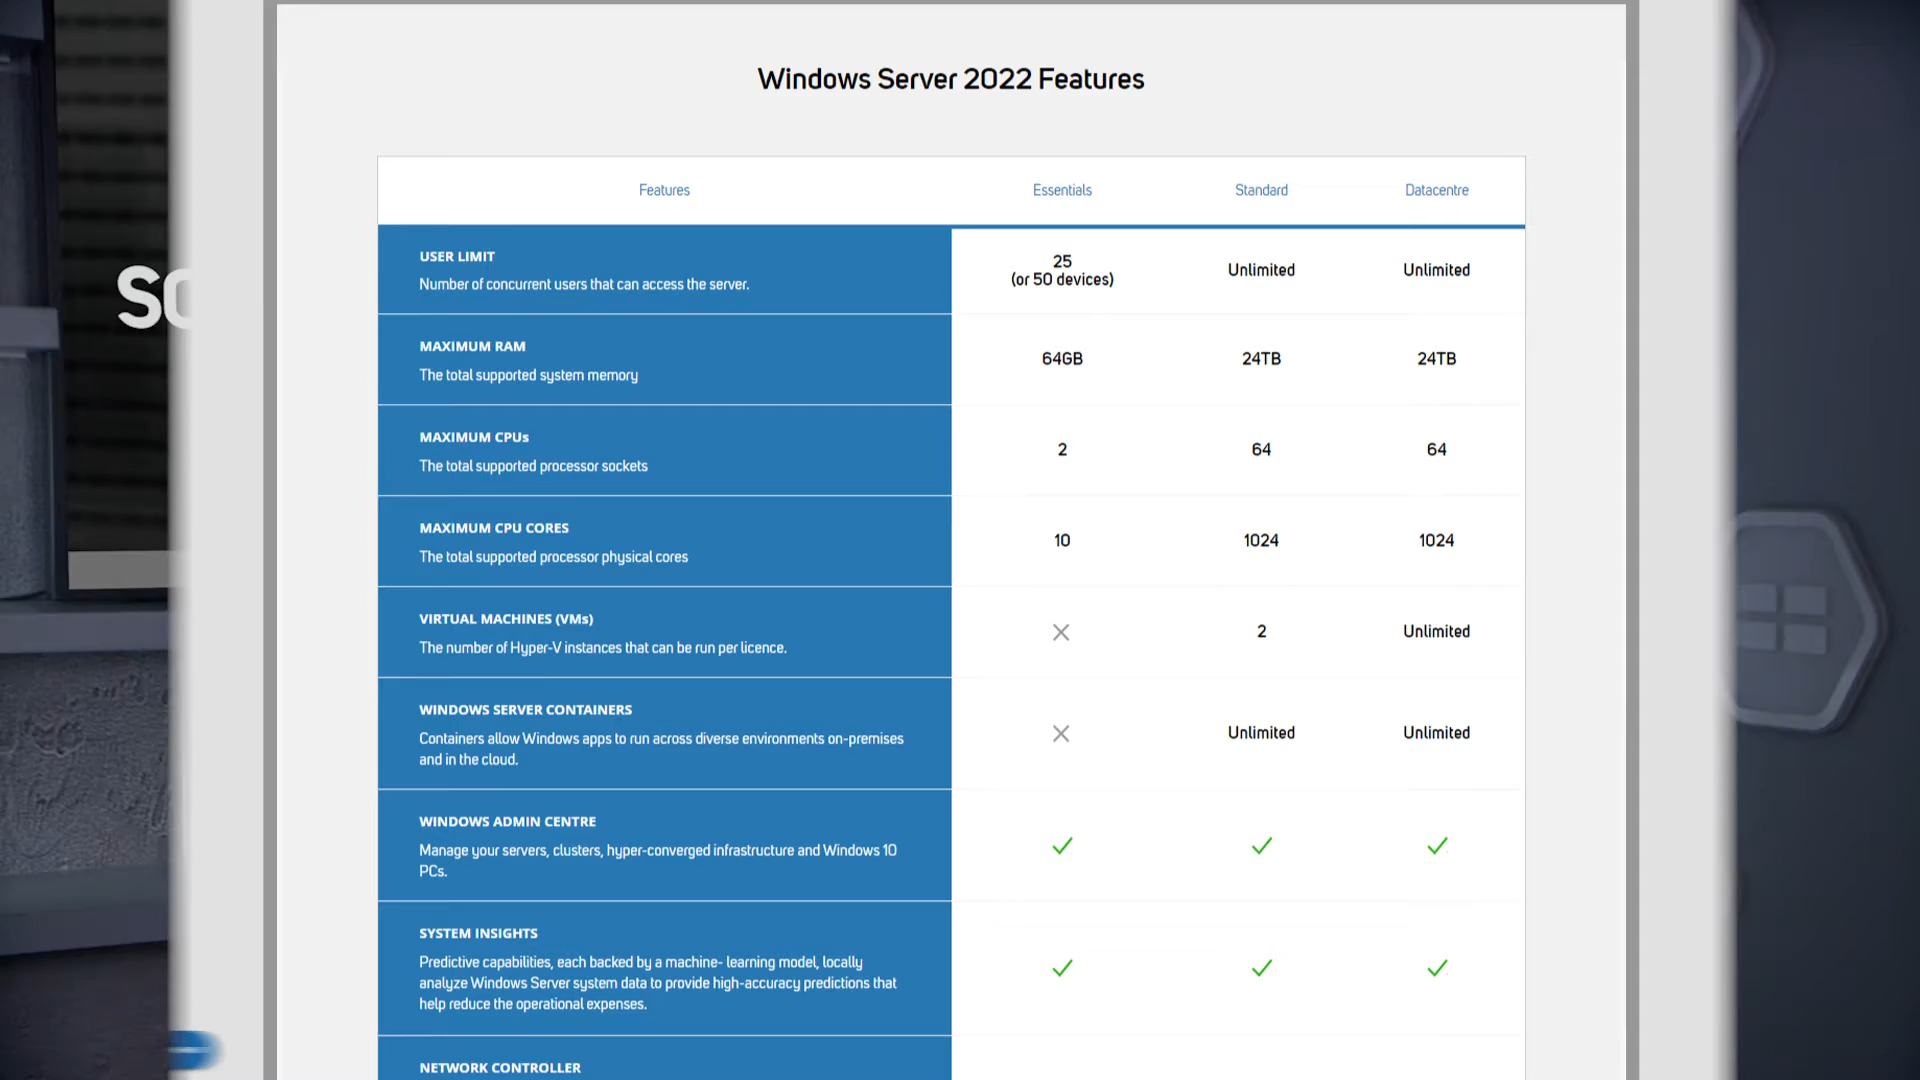 Windows Server 2022 Features
Features Essentials Standard Datacentre
USER LIMIT
Number of concurrent users that can access the server.
25
(or 50 devices)
Unlimited
Unlimited
MAXIMUM RAM
The total supported system memory
64GB
24TB
24TB
MAXIMUM CPUs
The total supported processor sockets
2
64
64
MAXIMUM CPU CORES
The total supported processor physical cores
10
1024
1024
VIRTUAL MACHINES (VMs)
The number of Hyper-V instances that can be run per licence.
2
Unlimited
WINDOWS SERVER CONTAINERS
Containers allow Windows apps to run across diverse environments on-premises
and in the cloud.
Unlimited
Unlimited
WINDOWS ADMIN CENTRE
Manage your servers, clusters, hyper-converged infrastructure and Windows 10
PCs.
SYSTEM INSIGHTS
Predictive capabilities, each backed by a machine- learning model, locally
analyze Windows Server system data to provide high-accuracy predictions that
help reduce the operational expenses.
NETWORK CONTROLLER